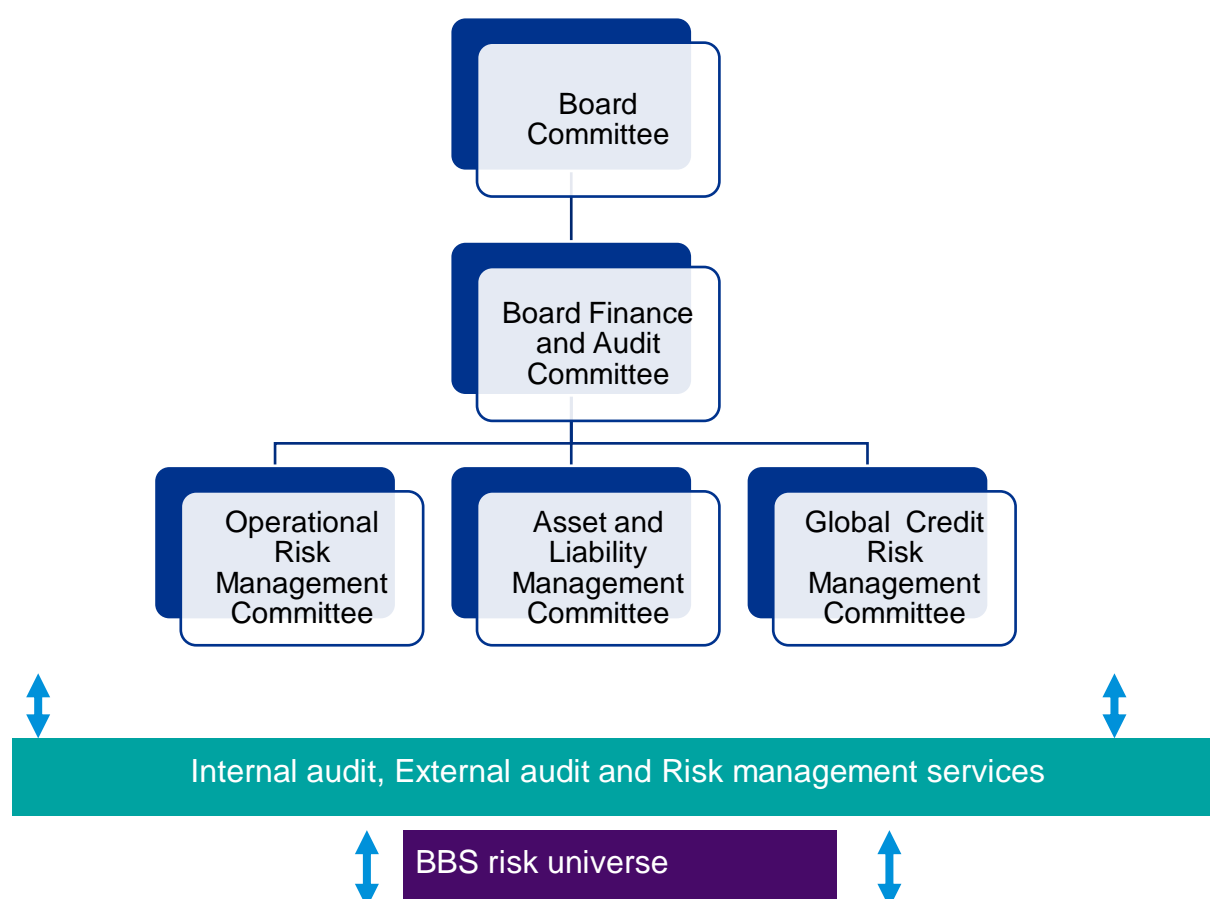 Board
Committee
Board Finance
and Audit
Committee
Operational
Risk
Management
Committee
Asset and
Liability
Management
Committee
Global  Credit
Risk
Management
Committee
Internal audit, External audit and Risk management services
BBS risk universe